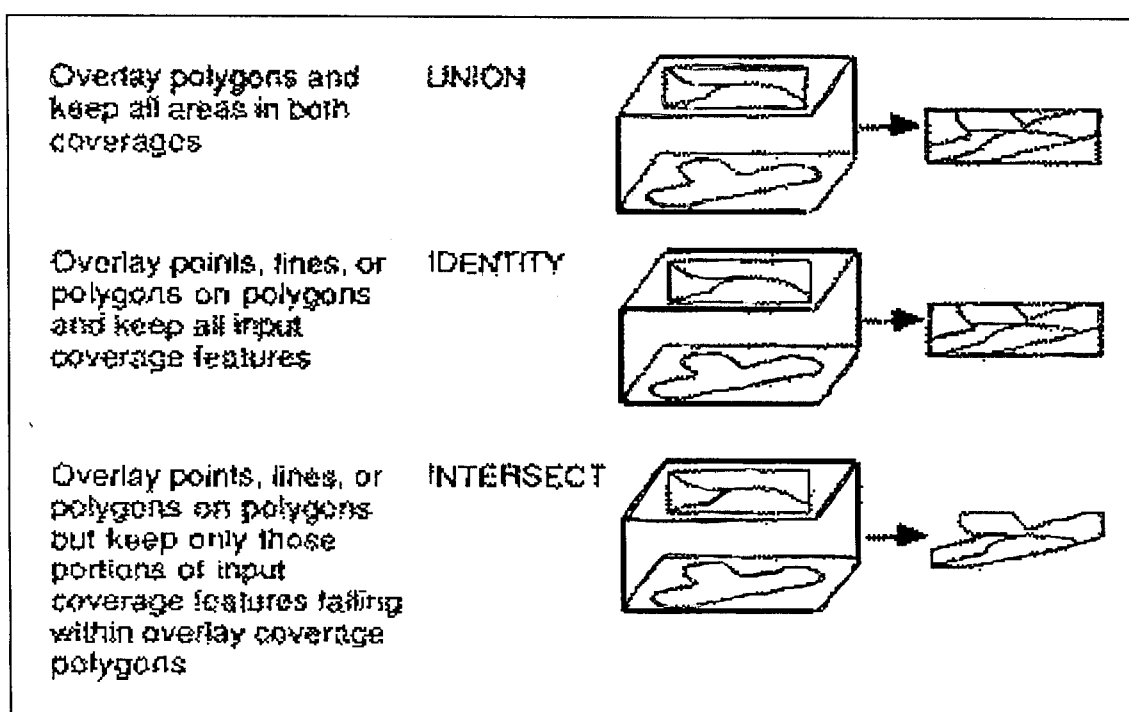 Overlay polygons and
keep all areas in both
coverages
UNION
Overlay points, lines, or
polygons on polygons
and keep all input
coverage features
IDENTITY
Overlay points, lines, or
polygons on polygons
but keep only those
portions of input
coverage features falling
within overlay coverage
polygons
INTERSECT